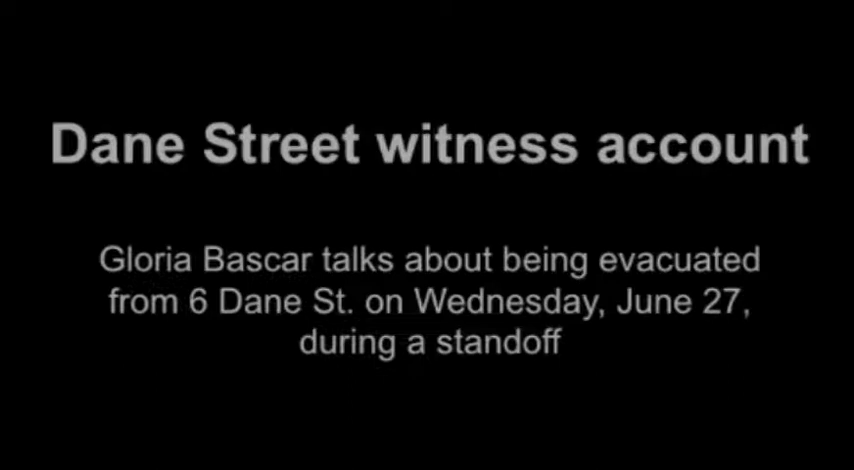 Dane Street witness account
Gloria Bascar talks about being evacuated
from 6 Dane St. on Wednesday, June 27,
during a standoff